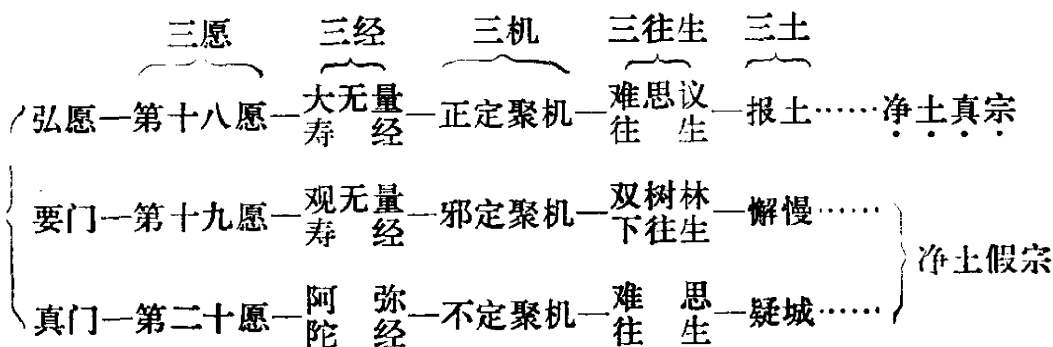 三愿 三经 三机 三往生 三土
弘愿—第十八愿—大无量寿经—正定聚机—难思议往生—报土……净土真宗
要门—第十九愿—观无量寿经—邪定聚机—双树林下往生—懈慢……
净土假宗
真门—第二十愿—阿弥陀经—不定聚机—难思往生—疑城……